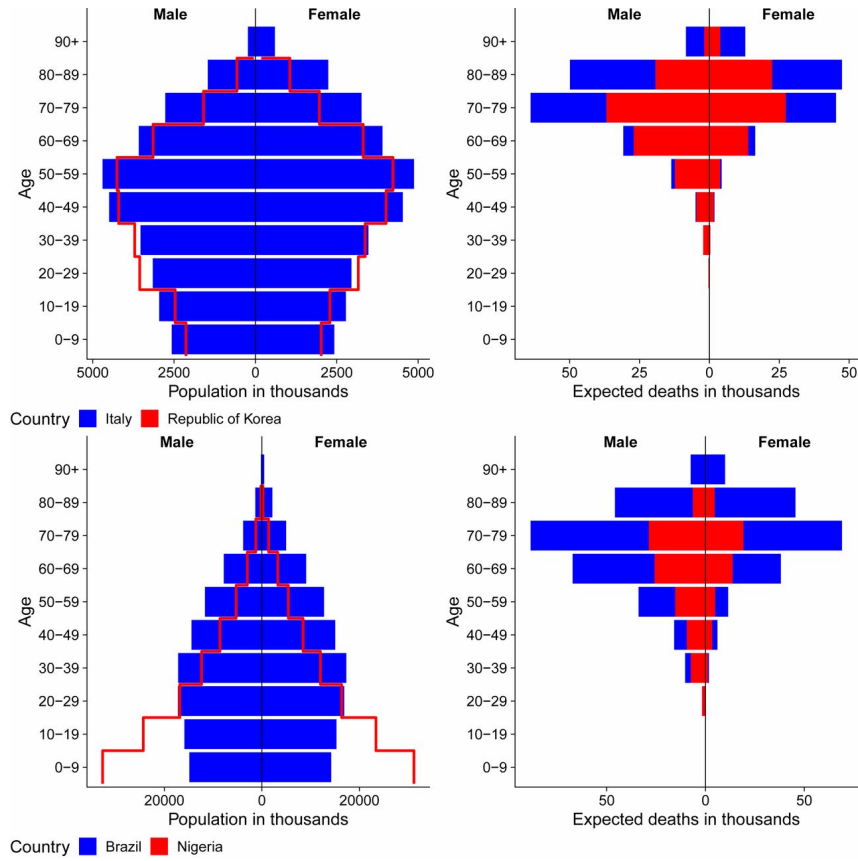 Male Female
90+
80−89
70−79
60−69
50−59
40−49
30−39
20−29
10−19
0−9
Age
5000 2500 0 2500 5000
Population in thousands
Male Female
90+
80−89
70−79
60−69
50−59
40−49
30−39
20−29
10−19
0−9
Age
50 25 0 25 50
Expected deaths in thousands
Country Italy Republic of Korea
Male Female
90+
80−89
70−79
60−69
50−59
40−49
30−39
20−29
10−19
0−9
Age
20000 0 20000
Population in thousands
Male Female
90+
80−89
70−79
60−69
50−59
40−49
30−39
20−29
10−19
0−9
Age
50 0 50
Expected deaths in thousands
Country Brazil Nigeria